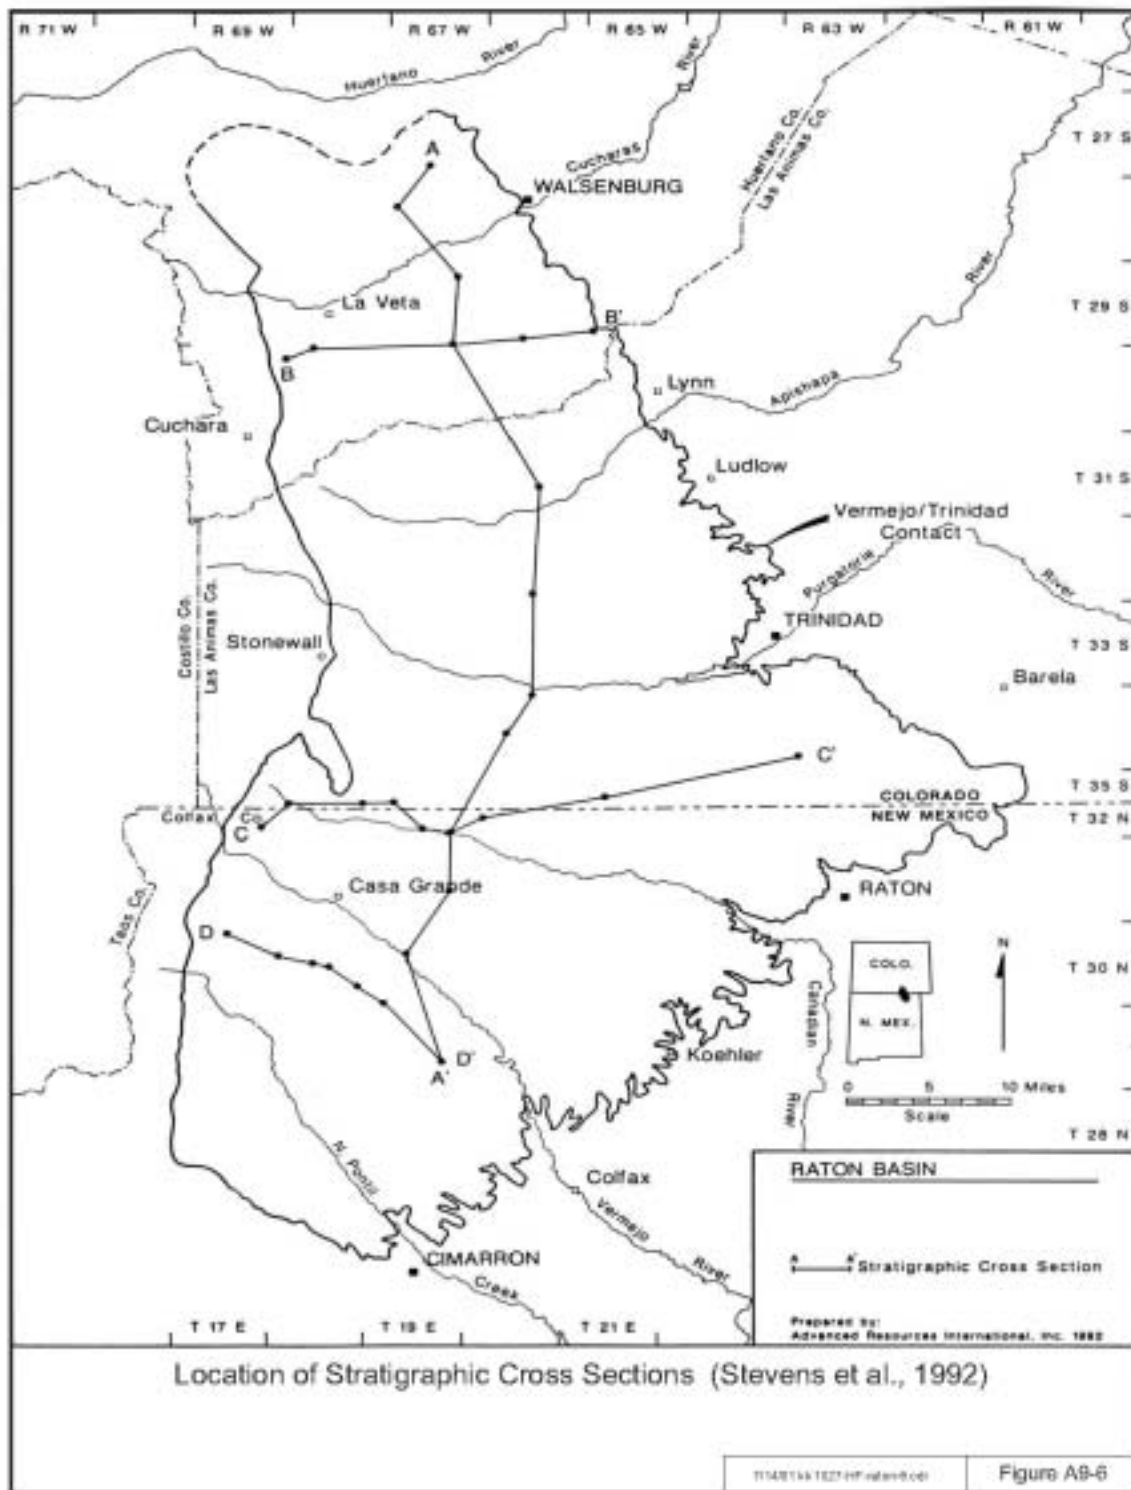 R 71 W
R 69 W
R 67 W
R 65 W
R 63 W
R 61 W
Huerfano River
River
Cucharas
Huerfano Co.
Las Animas Co.
T 27 S
A
WALSENBURG
La Veta
River
T 29 S
B'
B
Lynn
Apishapa
Cuchara
Ludlow
T 31 S
Vermejo/Trinidad
Contact
Purgatorie River
TRINIDAD
Costillo Co.
Las Animas Co.
Stonewall
T 33 S
Barela
C'
T 35 S
COLORADO
NEW MEXICO
Colfax Co.
C
T 32 N
Casa Grande
RATON
Taos Co.
D
N
COLO.
N. MEX.
T 30 N
Canadian
River
Koehler
D'
A'
0 5 10 Miles
Scale
T 28 N
N. Ponil
Creek
Colfax
Vermejo
River
CIMARRON
RATON BASIN
A A'
Stratigraphic Cross Section
Prepared by:
Advanced Resources International, Inc. 1992
T 17 E
T 19 E
T 21 E
Location of Stratigraphic Cross Sections (Stevens et al., 1992)
Figure A9-6